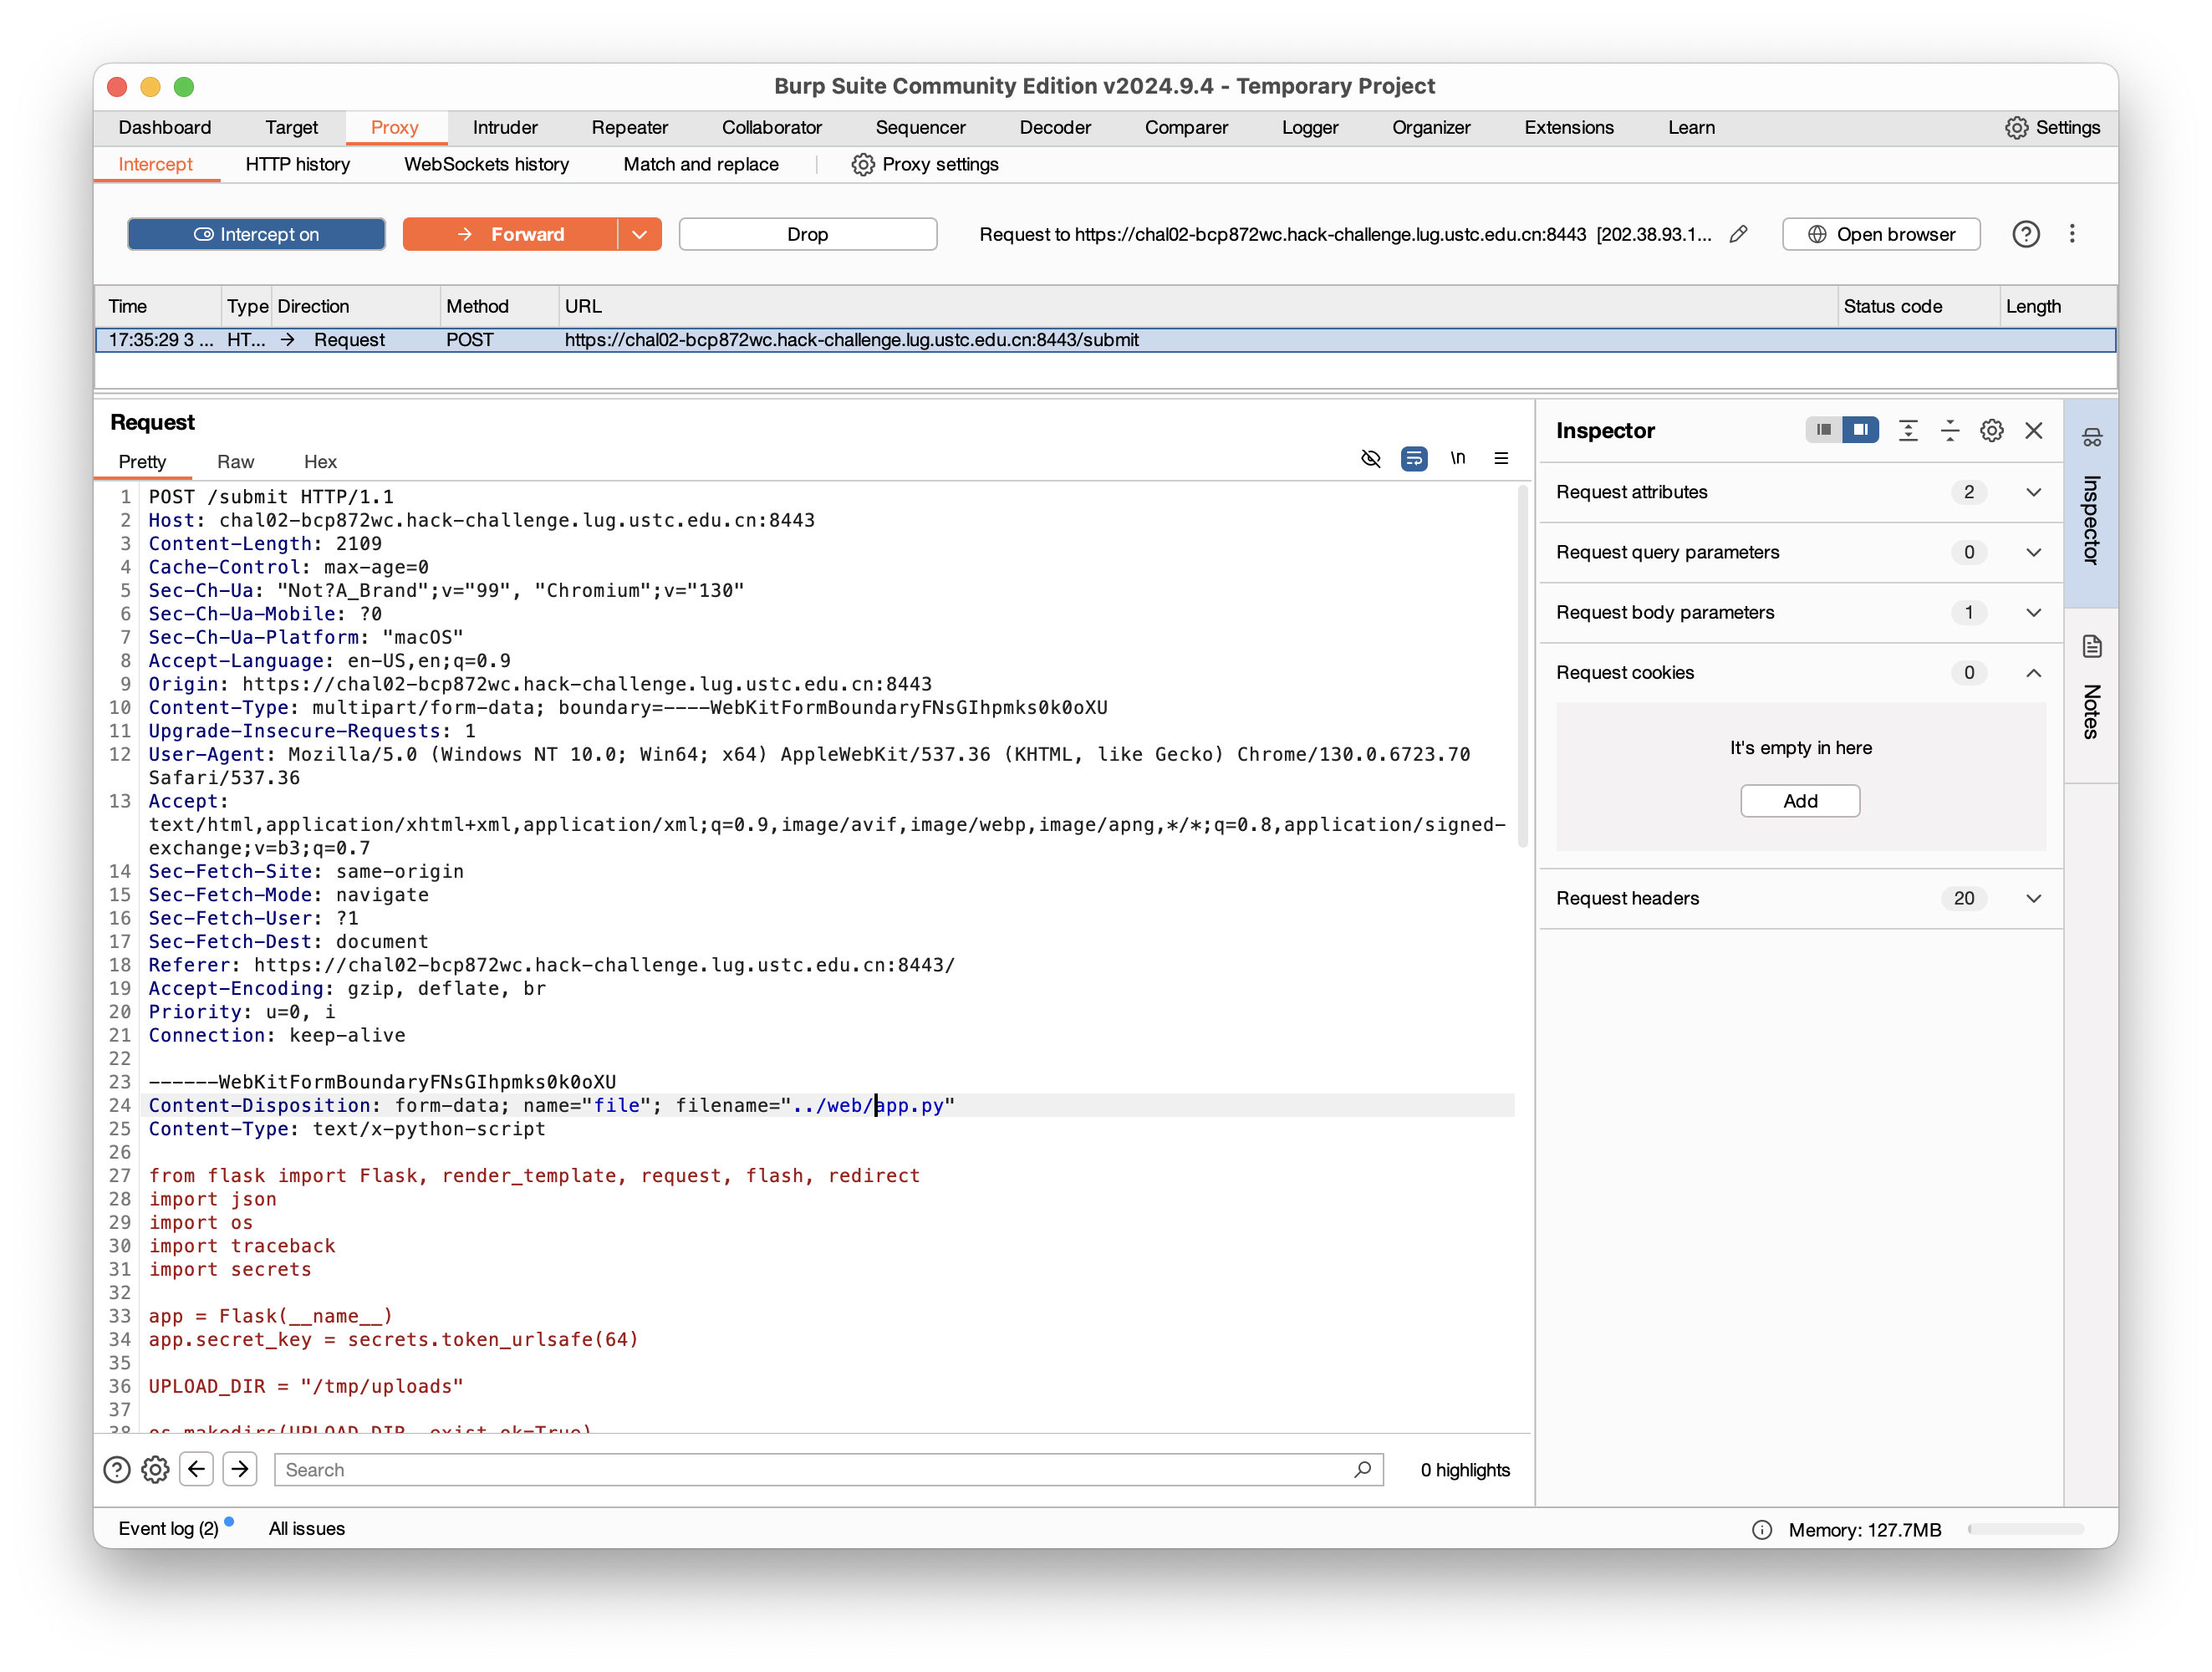 Burp Suite Community Edition v2024.9.4 - Temporary Project
Dashboard Target Proxy Intruder Repeater Collaborator Sequencer Decoder Comparer Logger Organizer Extensions Learn Settings
Intercept HTTP history WebSockets history Match and replace Proxy settings
Intercept on Forward Drop Request to https://chal02-bcp872wc.hack-challenge.lug.ustc.edu.cn:8443 [202.38.93.1... Open browser
Time Type Direction Method URL Status code Length
17:35:29 3 ... HT... → Request POST https://chal02-bcp872wc.hack-challenge.lug.ustc.edu.cn:8443/submit
Request
Pretty Raw Hex \n
1 POST /submit HTTP/1.1
2 Host: chal02-bcp872wc.hack-challenge.lug.ustc.edu.cn:8443
3 Content-Length: 2109
4 Cache-Control: max-age=0
5 Sec-Ch-Ua: "Not?A_Brand";v="99", "Chromium";v="130"
6 Sec-Ch-Ua-Mobile: ?0
7 Sec-Ch-Ua-Platform: "macOS"
8 Accept-Language: en-US,en;q=0.9
9 Origin: https://chal02-bcp872wc.hack-challenge.lug.ustc.edu.cn:8443
10 Content-Type: multipart/form-data; boundary=----WebKitFormBoundaryFNsGIhpmks0k0oXU
11 Upgrade-Insecure-Requests: 1
12 User-Agent: Mozilla/5.0 (Windows NT 10.0; Win64; x64) AppleWebKit/537.36 (KHTML, like Gecko) Chrome/130.0.6723.70
Safari/537.36
13 Accept:
text/html,application/xhtml+xml,application/xml;q=0.9,image/avif,image/webp,image/apng,*/*;q=0.8,application/signed-
exchange;v=b3;q=0.7
14 Sec-Fetch-Site: same-origin
15 Sec-Fetch-Mode: navigate
16 Sec-Fetch-User: ?1
17 Sec-Fetch-Dest: document
18 Referer: https://chal02-bcp872wc.hack-challenge.lug.ustc.edu.cn:8443/
19 Accept-Encoding: gzip, deflate, br
20 Priority: u=0, i
21 Connection: keep-alive
22
23 ------WebKitFormBoundaryFNsGIhpmks0k0oXU
24 Content-Disposition: form-data; name="file"; filename="../web/app.py"
25 Content-Type: text/x-python-script
26
27 from flask import Flask, render_template, request, flash, redirect
28 import json
29 import os
30 import traceback
31 import secrets
32
33 app = Flask(__name__)
34 app.secret_key = secrets.token_urlsafe(64)
35
36 UPLOAD_DIR = "/tmp/uploads"
37
38 os.makedirs(UPLOAD_DIR, exist_ok=True)
Search 0 highlights
Inspector
Request attributes 2
Request query parameters 0
Request body parameters 1
Request cookies 0
It's empty in here
Add
Request headers 20
Inspector
Notes
Event log (2) All issues Memory: 127.7MB